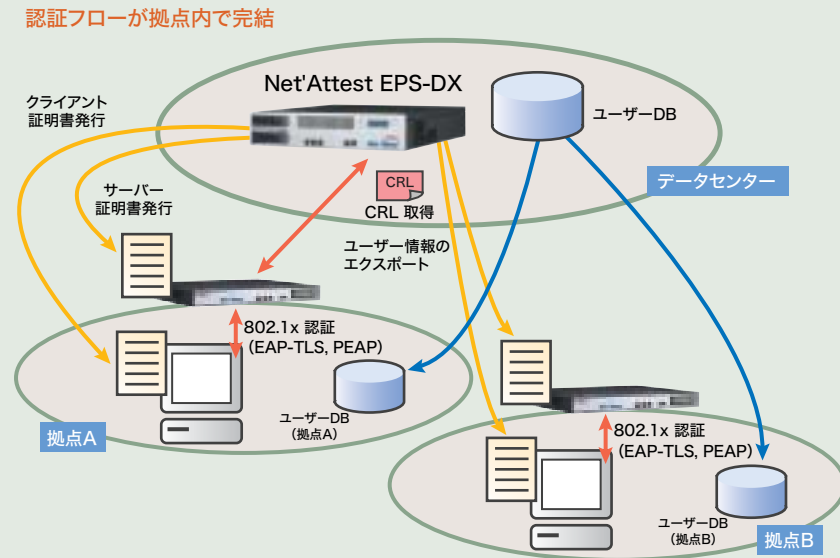 認証フローが拠点内で完結
Net'Attest EPS-DX
ユーザーDB
クライアント
証明書発行
データセンター
サーバー
証明書発行
CRL
CRL 取得
ユーザー情報の
エクスポート
802.1x 認証
(EAP-TLS, PEAP)
ユーザーDB
(拠点A)
拠点A
802.1x 認証
(EAP-TLS, PEAP)
ユーザーDB
(拠点B)
拠点B